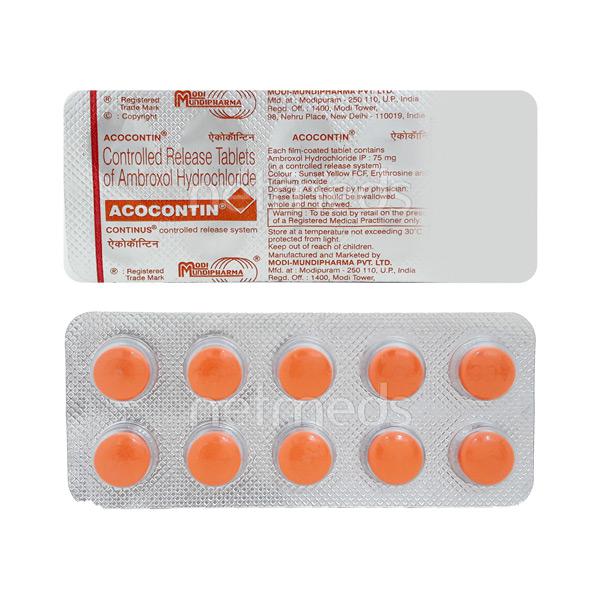 ® : Registered
Trade Mark
© : Copyright
MODI
MUNDIPHARMA
®
MODI-MUNDIPHARMA PVT. LTD.
Mfd. at : Modipuram - 250 110, U.P., India
Regd. Off. : 1400, Modi Tower,
98, Nehru Place, New Delhi - 110019, India
ACOCONTIN® ऐकोकॉन्टिन
Controlled Release Tablets
of Ambroxol Hydrochloride
ACOCONTIN®
CONTINUS® controlled release system
ऐकोकॉन्टिन
® : Registered
Trade Mark
MODI
MUNDIPHARMA
®
ACOCONTIN®
Each film-coated tablet contains
Ambroxol Hydrochloride IP : 75 mg
(in a controlled release system)
Colour : Sunset Yellow FCF, Erythrosine
Titanium dioxide
Dosage : As directed by the physician.
These tablets should be swallowed
whole and not chewed.
Warning : To be sold by retail on the
of a Registered Medical Practitioner only.
Store at a temperature not exceeding 30°C
protected from light.
Keep out of reach of children.
Manufactured and Marketed by
MODI-MUNDIPHARMA PVT. LTD.
Mfd. at : Modipuram - 250 110, U.P., India
Regd. Off. : 1400, Modi Tower,
netmeds